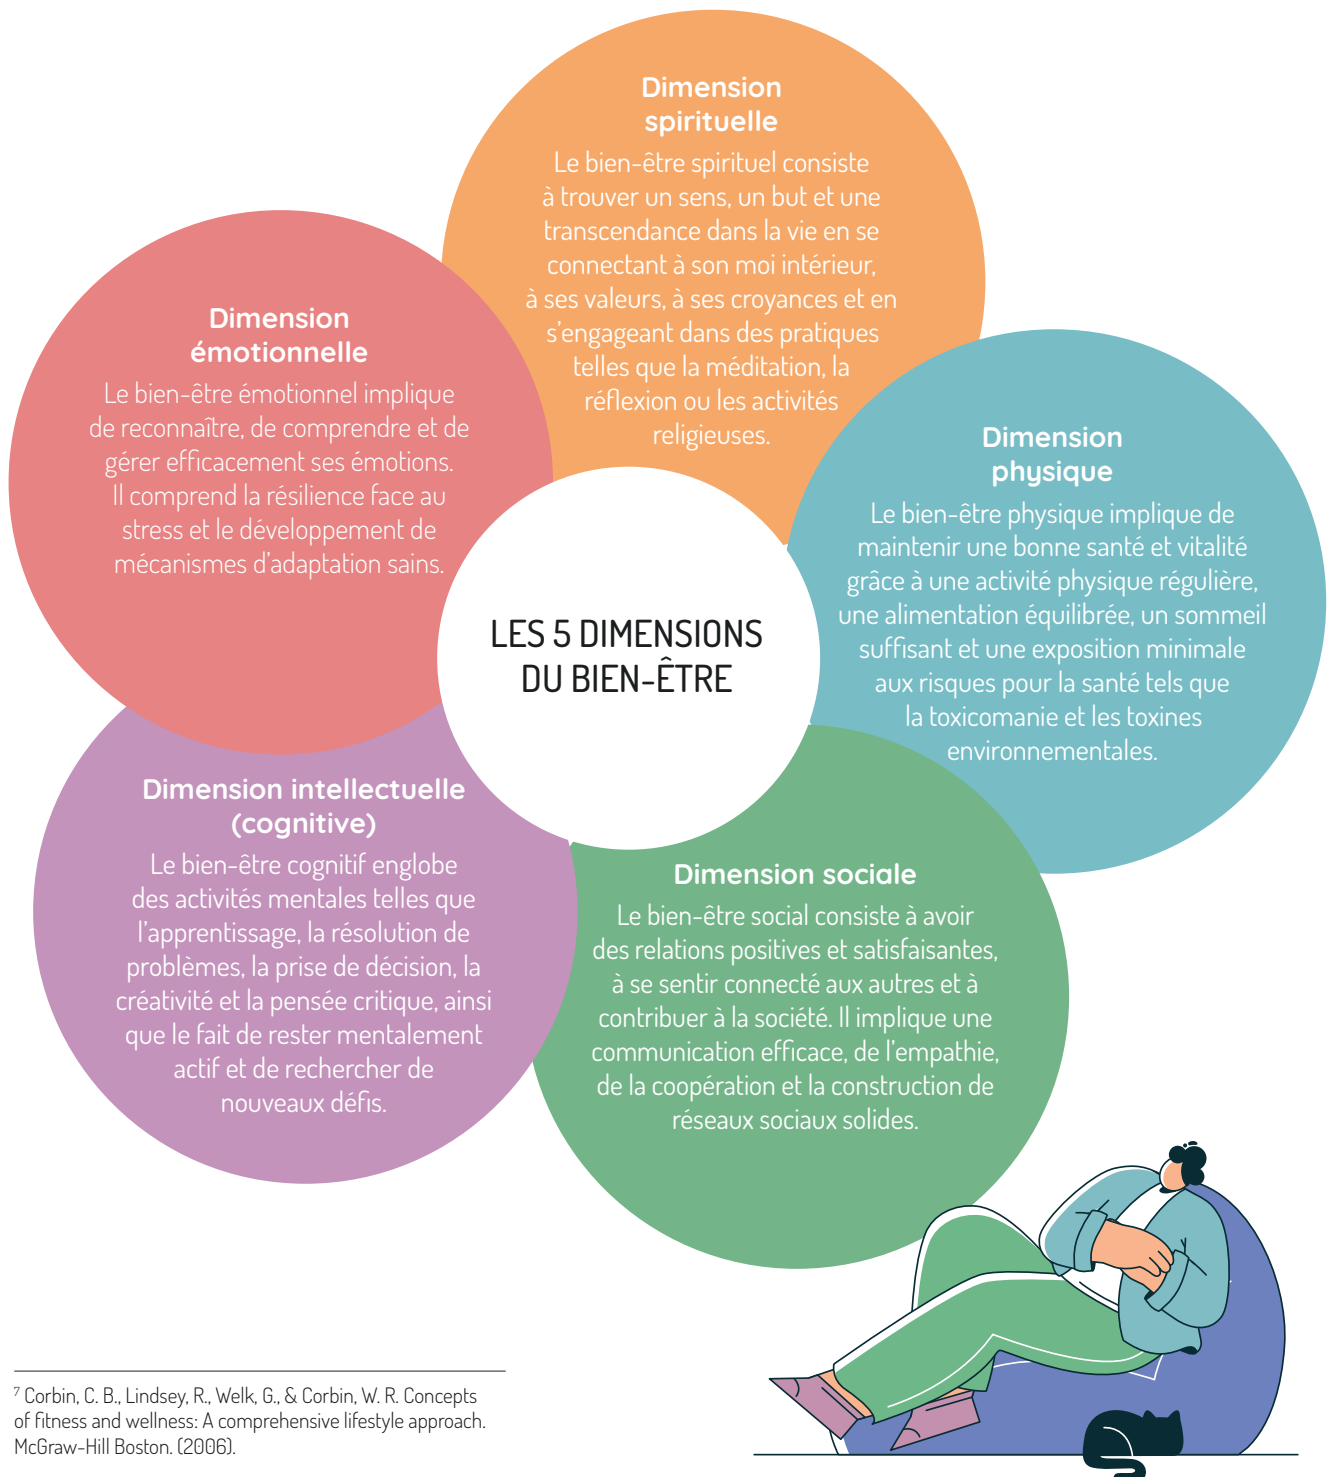 Dimension
spirituelle
Le bien-être spirituel consiste
à trouver un sens, un but et une
transcendance dans la vie en se
connectant à son moi intérieur,
à ses valeurs, à ses croyances et en
s’engageant dans des pratiques
telles que la méditation, la
réflexion ou les activités
religieuses.
Dimension
émotionnelle
Le bien-être émotionnel implique
de reconnaître, de comprendre et de
gérer efficacement ses émotions.
Il comprend la résilience face au
stress et le développement de
mécanismes d’adaptation sains.
Dimension
physique
Le bien-être physique implique de
maintenir une bonne santé et vitalité
grâce à une activité physique régulière,
une alimentation équilibrée, un sommeil
suffisant et une exposition minimale
aux risques pour la santé tels que
la toxicomanie et les toxines
environnementales.
LES 5 DIMENSIONS
DU BIEN-ÊTRE
Dimension intellectuelle
(cognitive)
Le bien-être cognitif englobe
des activités mentales telles que
l’apprentissage, la résolution de
problèmes, la prise de décision, la
créativité et la pensée critique, ainsi
que le fait de rester mentalement
actif et de rechercher de
nouveaux défis.
Dimension sociale
Le bien-être social consiste à avoir
des relations positives et satisfaisantes,
à se sentir connecté aux autres et à
contribuer à la société. Il implique une
communication efficace, de l’empathie,
de la coopération et la construction de
réseaux sociaux solides.
⁷ Corbin, C. B., Lindsey, R., Welk, G., & Corbin, W. R. Concepts
of fitness and wellness: A comprehensive lifestyle approach.
McGraw-Hill Boston. (2006).